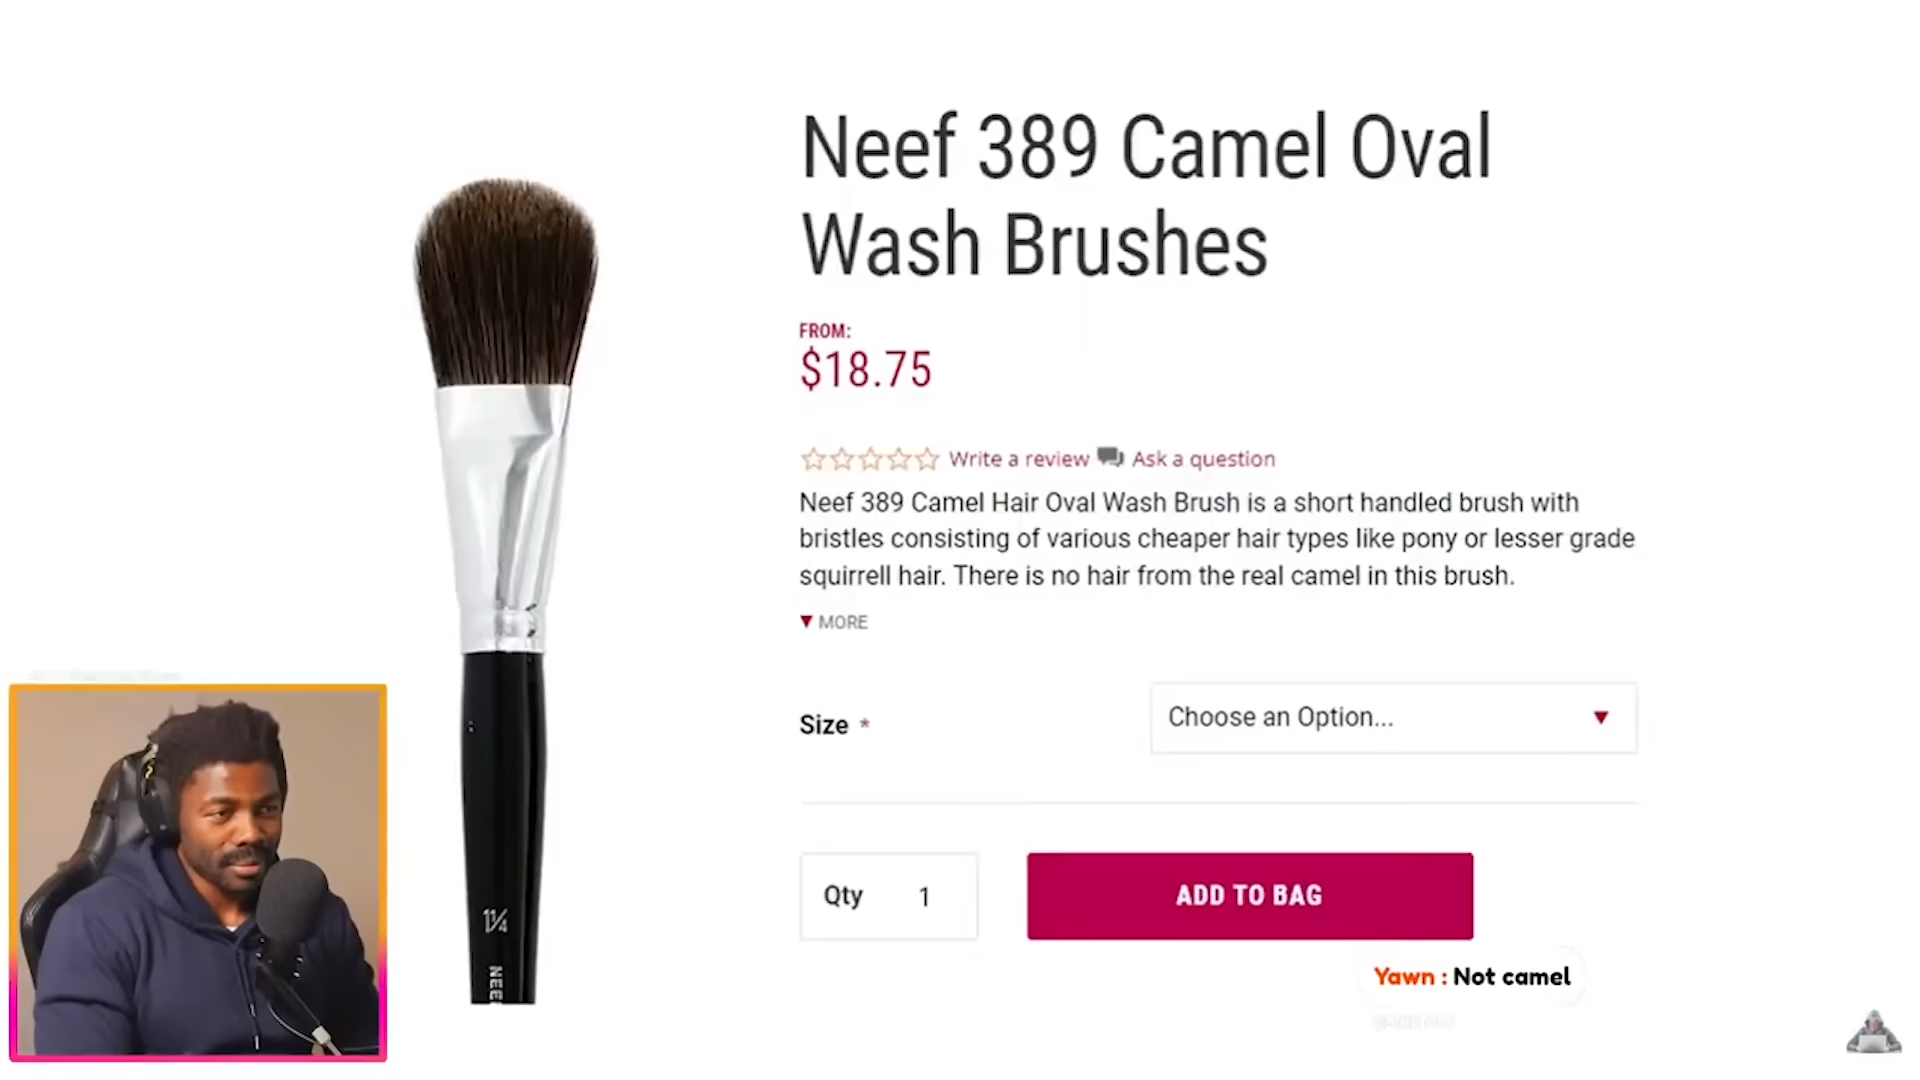 Neef 389 Camel Oval
Wash Brushes
FROM:
$18.75
Write a review Ask a question
Neef 389 Camel Hair Oval Wash Brush is a short handled brush with
bristles consisting of various cheaper hair types like pony or lesser grade
squirrell hair. There is no hair from the real camel in this brush.
▼ MORE
Size *
Choose an Option...
Qty 1
ADD TO BAG
1¼
NEE
Yawn : Not camel